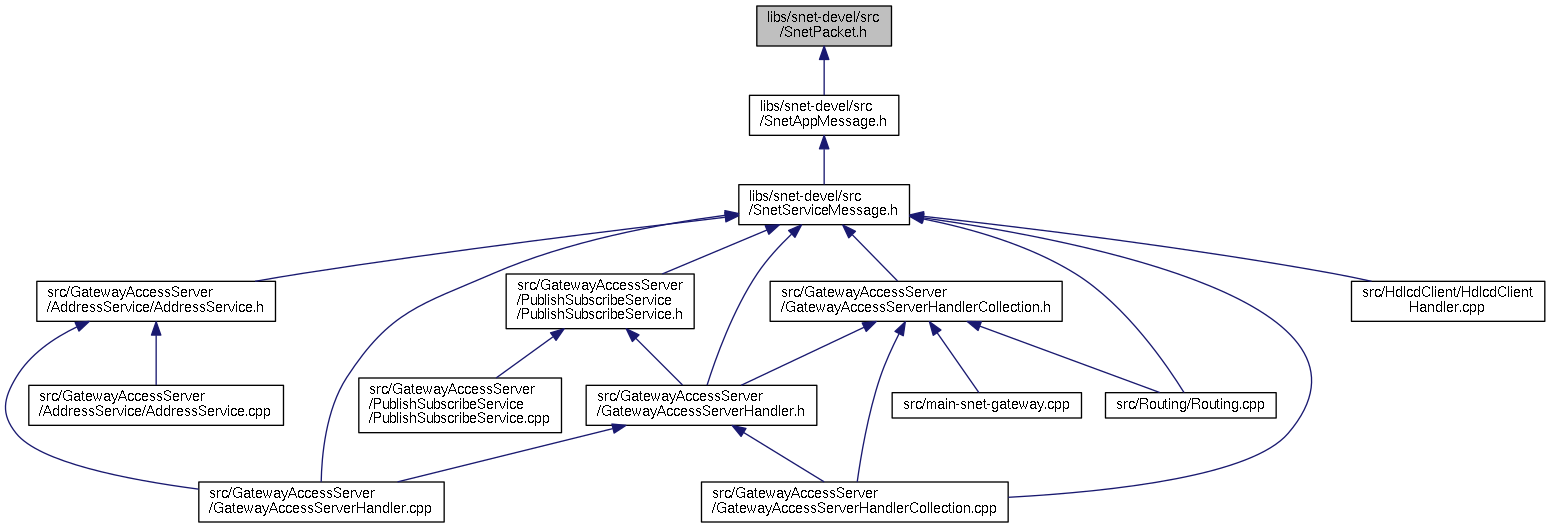 libs/snet-devel/src
/SnetPacket.h
libs/snet-devel/src
/SnetAppMessage.h
libs/snet-devel/src
/SnetServiceMessage.h
src/GatewayAccessServer
/AddressService/AddressService.h
src/GatewayAccessServer
/PublishSubscribeService
/PublishSubscribeService.h
src/GatewayAccessServer
/GatewayAccessServerHandlerCollection.h
src/HdlcdClient/HdlcdClient
Handler.cpp
src/GatewayAccessServer
/AddressService/AddressService.cpp
src/GatewayAccessServer
/PublishSubscribeService
/PublishSubscribeService.cpp
src/GatewayAccessServer
/GatewayAccessServerHandler.h
src/main-snet-gateway.cpp
src/Routing/Routing.cpp
src/GatewayAccessServer
/GatewayAccessServerHandler.cpp
src/GatewayAccessServer
/GatewayAccessServerHandlerCollection.cpp